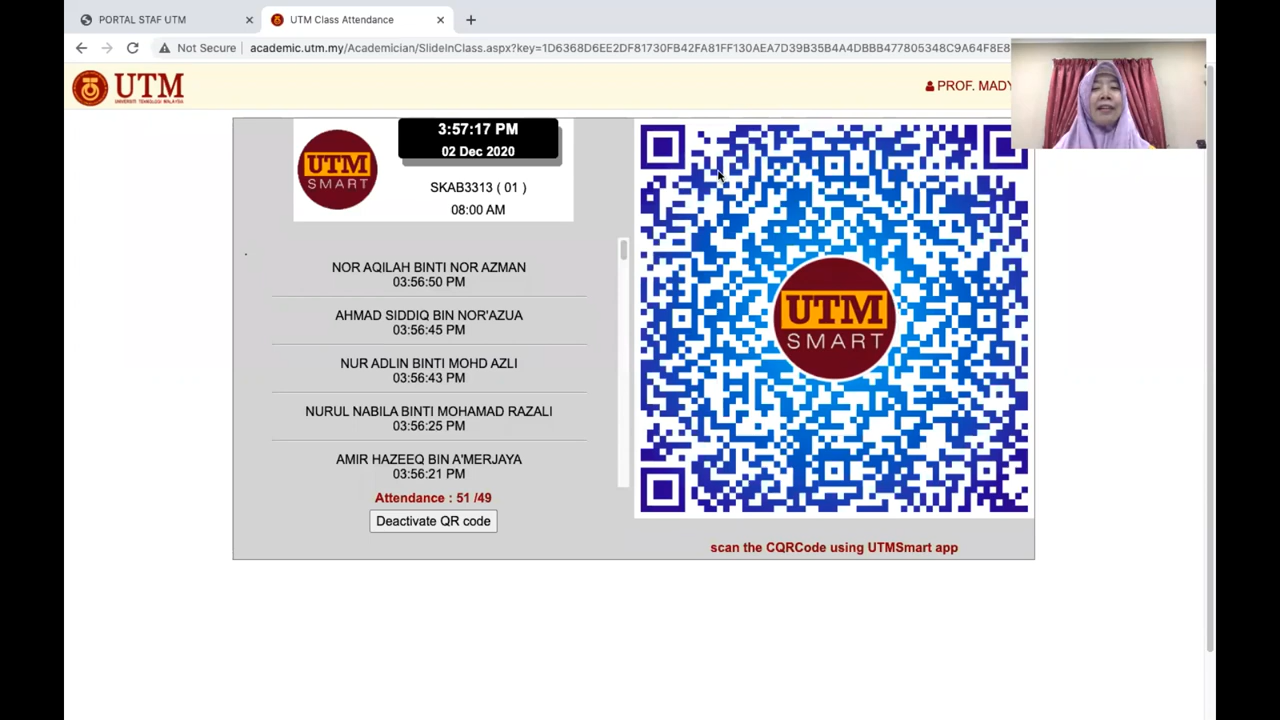 PORTAL STAF UTM
UTM Class Attendance
Not Secure
academic.utm.my/Academician/SlideInClass.aspx?key=1D6368D6EE2DF81730FB42FA81FF130AEA7D39B35B4A4DBBB477805348C9A64F8E8
UTM
UNIVERSITI TEKNOLOGI MALAYSIA
PROF. MADY
UTM
SMART
3:57:17 PM
02 Dec 2020
SKAB3313 ( 01 )
08:00 AM
NOR AQILAH BINTI NOR AZMAN
03:56:50 PM
AHMAD SIDDIQ BIN NOR'AZUA
03:56:45 PM
NUR ADLIN BINTI MOHD AZLI
03:56:43 PM
NURUL NABILA BINTI MOHAMAD RAZALI
03:56:25 PM
AMIR HAZEEQ BIN A'MERJAYA
03:56:21 PM
Attendance : 51 /49
Deactivate QR code
UTM
SMART
scan the CQRCode using UTMSmart app